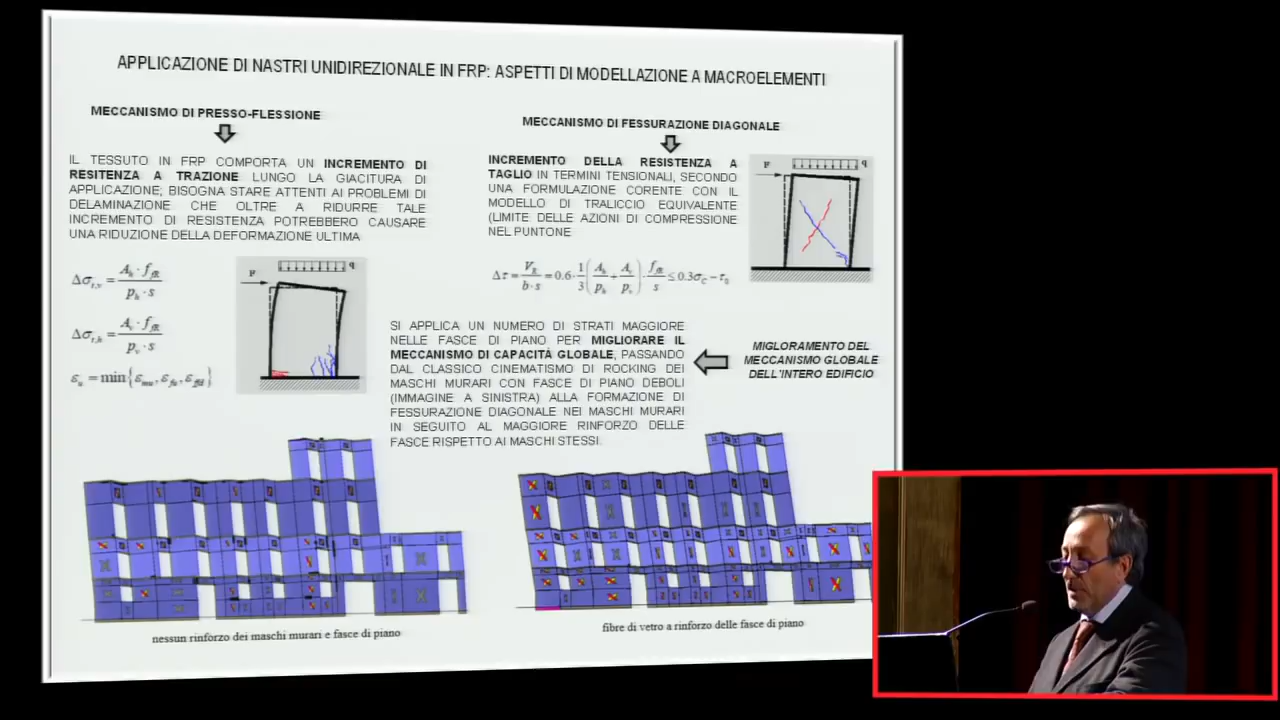 APPLICAZIONE DI NASTRI UNIDIREZIONALE IN FRP: ASPETTI DI MODELLAZIONE A MACROELEMENTI
MECCANISMO DI PRESSO-FLESSIONE
IL TESSUTO IN FRP COMPORTA UN INCREMENTO DI
RESITENZA A TRAZIONE LUNGO LA GIACITURA DI
APPLICAZIONE; BISOGNA STARE ATTENTI AI PROBLEMI DI
DELAMINAZIONE CHE OLTRE A RIDURRE TALE
INCREMENTO DI RESISTENZA POTREBBERO CAUSARE
UNA RIDUZIONE DELLA DEFORMAZIONE ULTIMA
F q
MECCANISMO DI FESSURAZIONE DIAGONALE
INCREMENTO DELLA RESISTENZA A
TAGLIO IN TERMINI TENSIONALI, SECONDO
UNA FORMULAZIONE CORENTE CON IL
MODELLO DI TRALICCIO EQUIVALENTE
(LIMITE DELLE AZIONI DI COMPRESSIONE
NEL PUNTONE
F q
SI APPLICA UN NUMERO DI STRATI MAGGIORE
NELLE FASCE DI PIANO PER MIGLIORARE IL
MECCANISMO DI CAPACITÀ GLOBALE, PASSANDO
DAL CLASSICO CINEMATISMO DI ROCKING DEI
MASCHI MURARI CON FASCE DI PIANO DEBOLI
(IMMAGINE A SINISTRA) ALLA FORMAZIONE DI
FESSURAZIONE DIAGONALE NEI MASCHI MURARI
IN SEGUITO AL MAGGIORE RINFORZO DELLE
FASCE RISPETTO AI MASCHI STESSI.
MIGLIORAMENTO DEL
MECCANISMO GLOBALE
DELL'INTERO EDIFICIO
nessun rinforzo dei maschi murari e fasce di piano
fibre di vetro a rinforzo delle fasce di piano